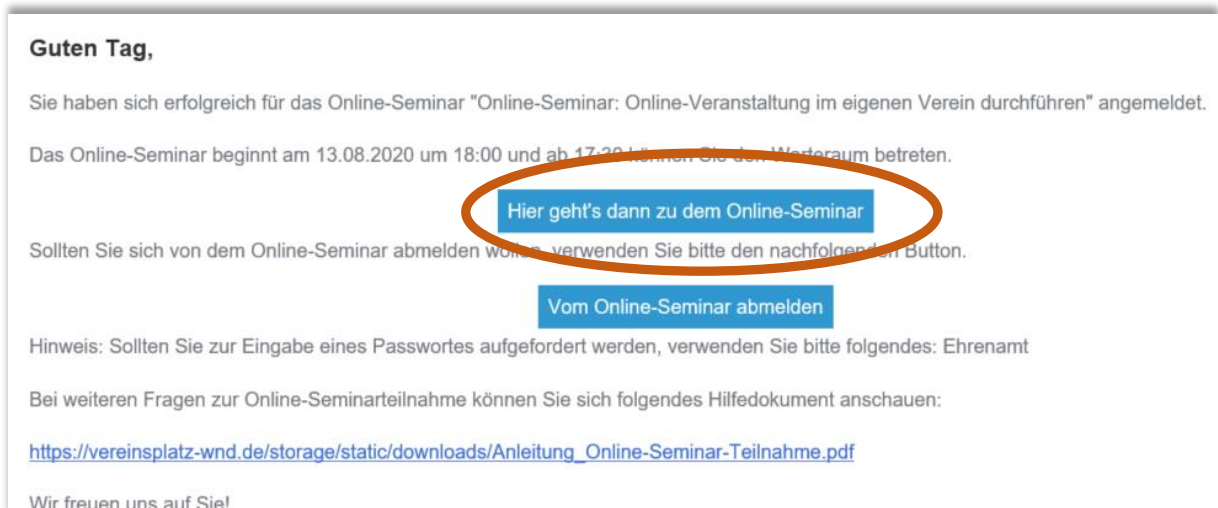 Guten Tag,
Sie haben sich erfolgreich für das Online-Seminar "Online-Seminar: Online-Veranstaltung im eigenen Verein durchführen" angemeldet.
Das Online-Seminar beginnt am 13.08.2020 um 18:00 und ab 17:30 können Sie den Warteraum betreten.
Hier geht's dann zu dem Online-Seminar
Sollten Sie sich von dem Online-Seminar abmelden wollen, verwenden Sie bitte den nachfolgenden Button.
Vom Online-Seminar abmelden
Hinweis: Sollten Sie zur Eingabe eines Passwortes aufgefordert werden, verwenden Sie bitte folgendes: Ehrenamt
Bei weiteren Fragen zur Online-Seminarteilnahme können Sie sich folgendes Hilfedokument anschauen:
https://vereinsplatz-wnd.de/storage/static/downloads/Anleitung_Online-Seminar-Teilnahme.pdf
Wir freuen uns auf Sie!